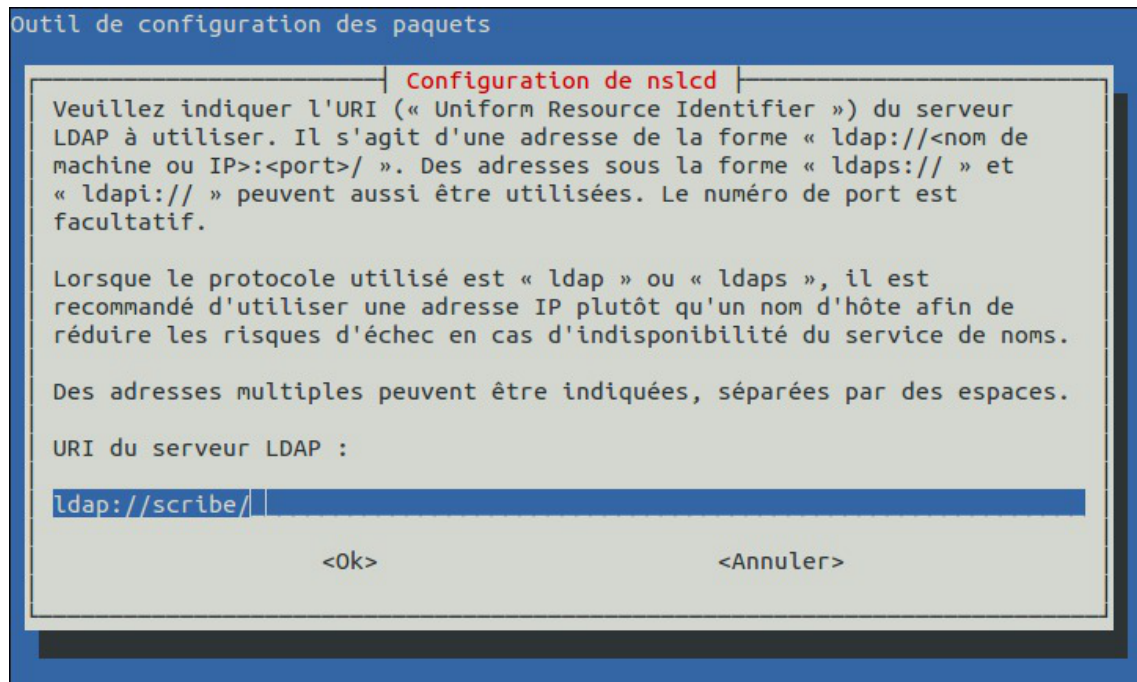 Outil de configuration des paquets
Configuration de nslcd
Veuillez indiquer l'URI (« Uniform Resource Identifier ») du serveur
LDAP à utiliser. Il s'agit d'une adresse de la forme « ldap://<nom de
machine ou IP>:<port>/ ». Des adresses sous la forme « ldaps:// » et
« ldapi:// » peuvent aussi être utilisées. Le numéro de port est
facultatif.
Lorsque le protocole utilisé est « ldap » ou « ldaps », il est
recommandé d'utiliser une adresse IP plutôt qu'un nom d'hôte afin de
réduire les risques d'échec en cas d'indisponibilité du service de noms.
Des adresses multiples peuvent être indiquées, séparées par des espaces.
URI du serveur LDAP :
ldap://scribe/
<Ok> <Annuler>